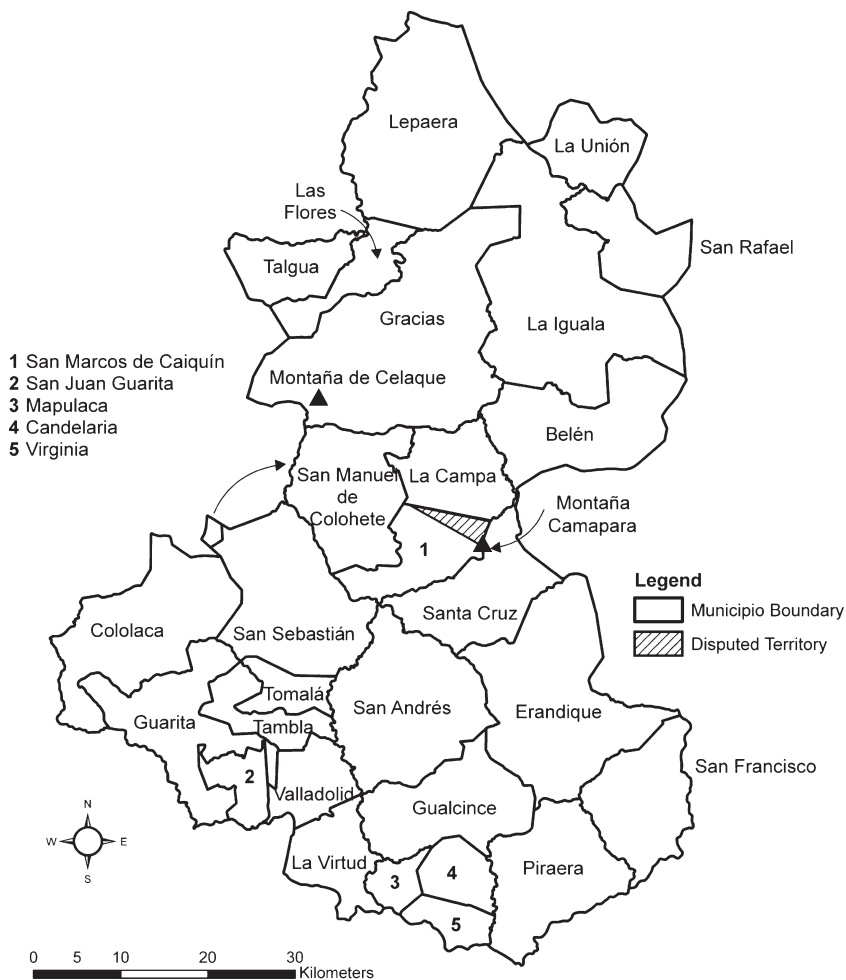 Lepaera
La Unión
Las
Flores
San Rafael
Talgua
Gracias
La Iguala
1 San Marcos de Caiquín
2 San Juan Guarita
3 Mapulaca
4 Candelaria
5 Virginia
Montaña de Celaque
Belén
San Manuel
de
Colohete
La Campa
Montaña
Camapara
1
Legend
Municipio Boundary
Disputed Territory
Santa Cruz
Cololaca
San Sebastián
Tomalá
San Andrés
Erandique
Guarita
Tambla
San Francisco
2
Valladolid
Gualcince
N
W
E
S
La Virtud
3
4
Piraera
5
0 5 10 20 30
Kilometers